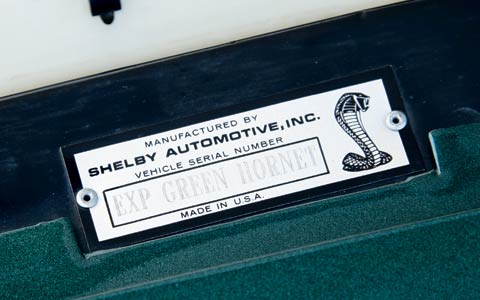 MANUFACTURED BY
SHELBY AUTOMOTIVE, INC.
VEHICLE SERIAL NUMBER
EXP GREEN HORNET
MADE IN U.S.A.